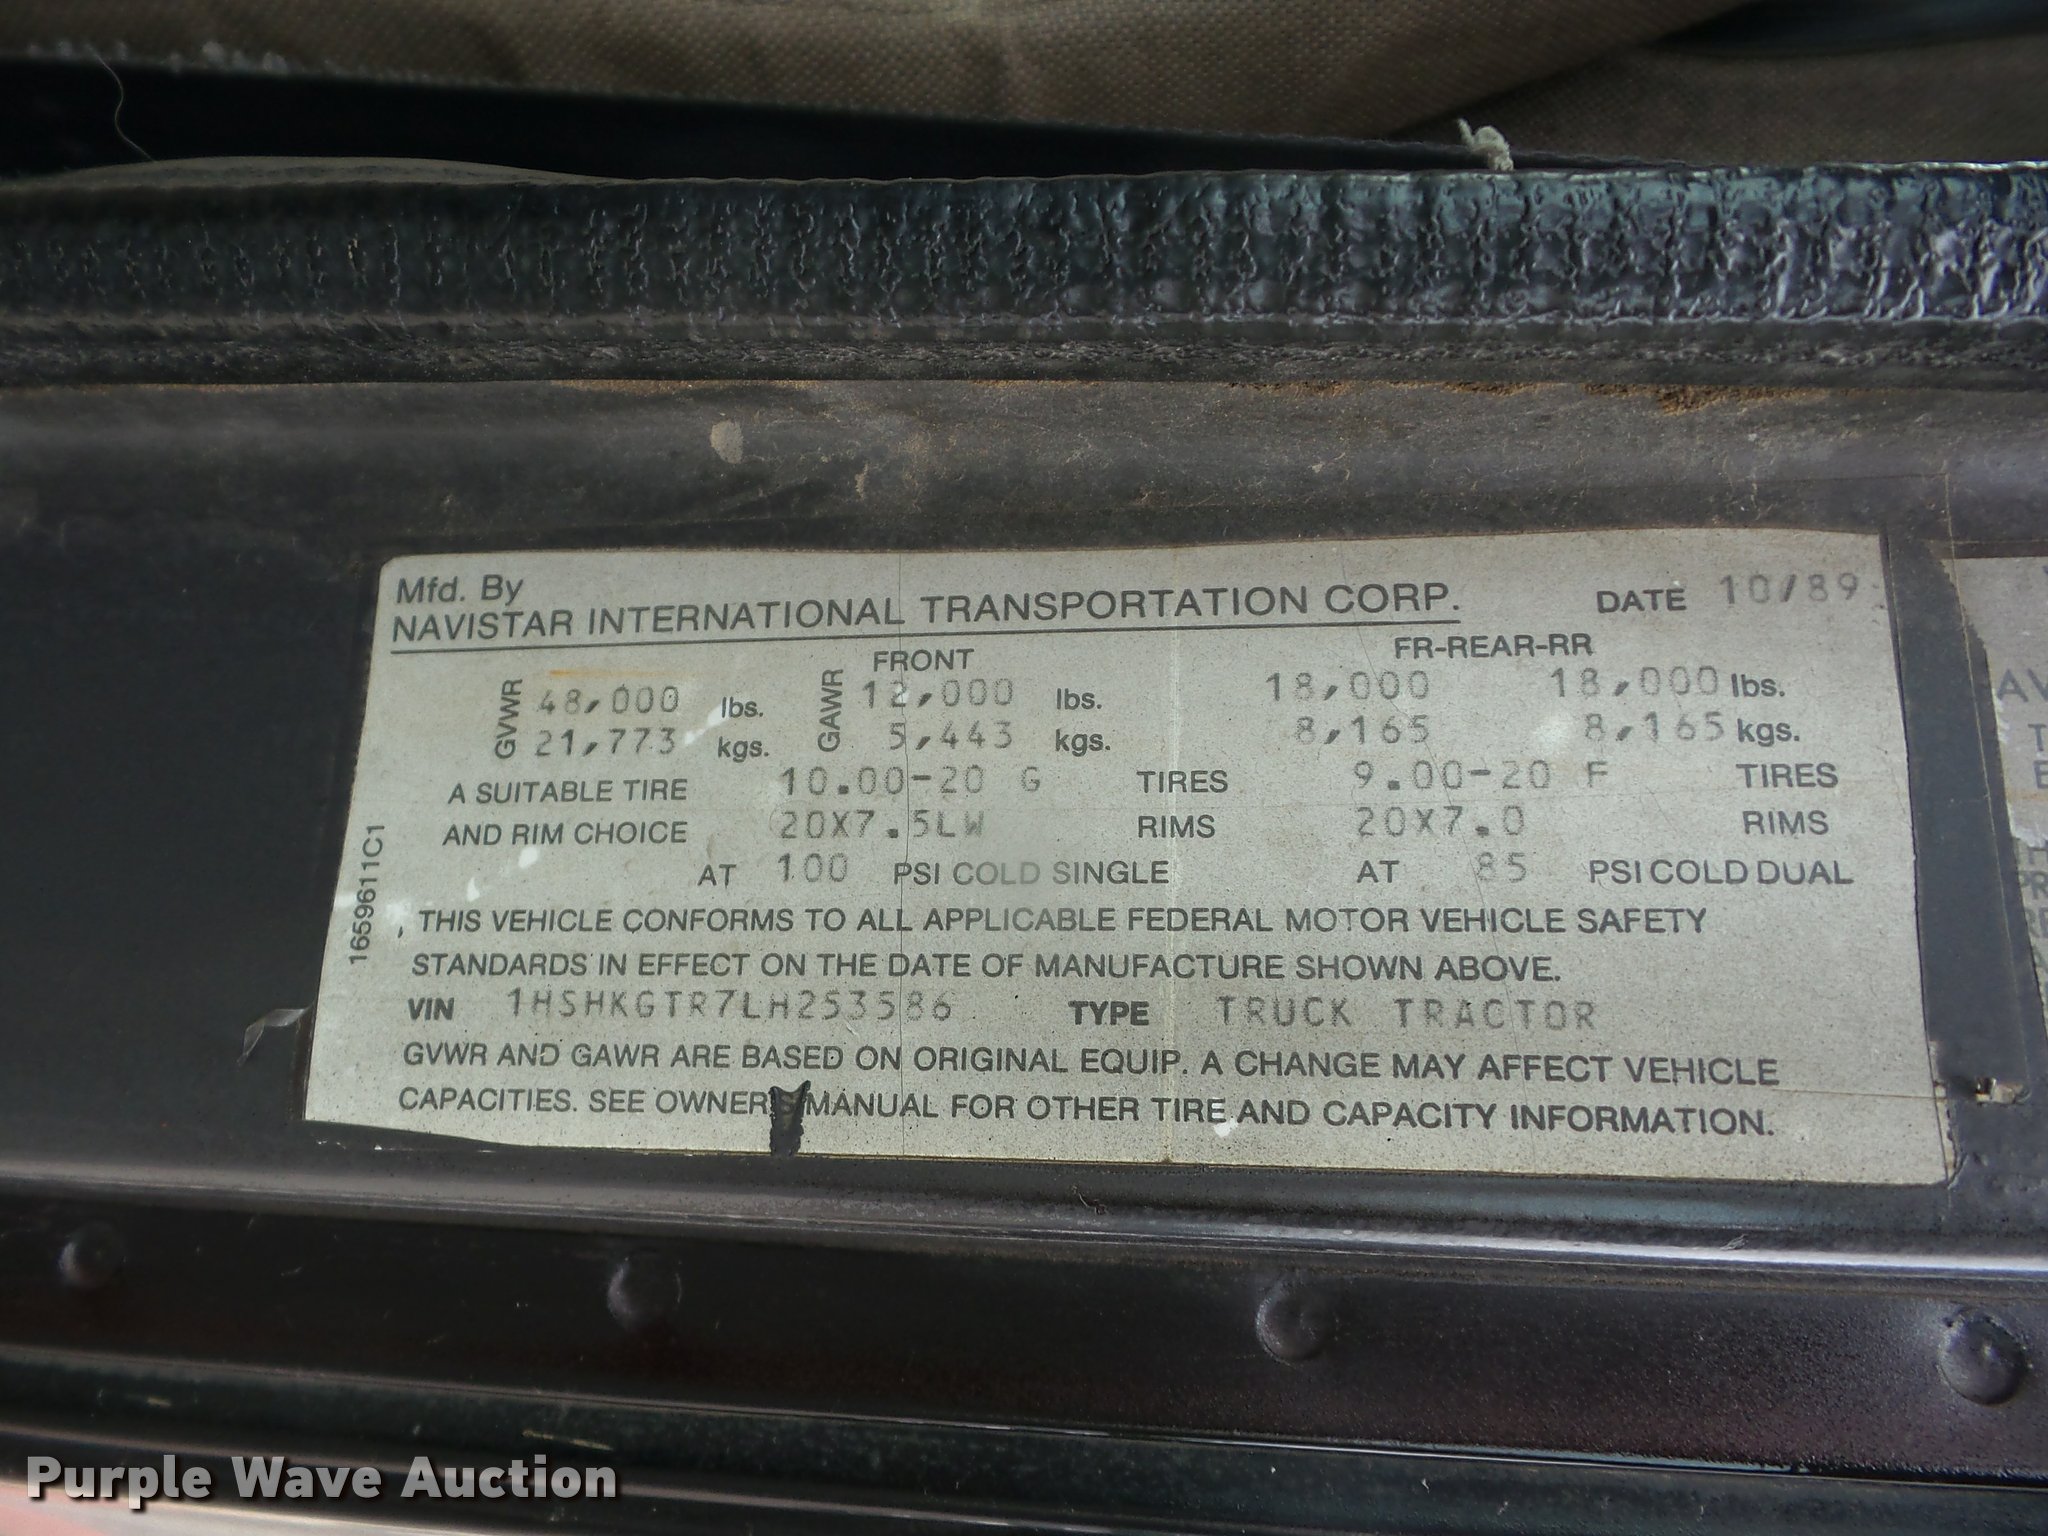 Mfd. By
NAVISTAR INTERNATIONAL TRANSPORTATION CORP. DATE 10/89
FRONT FR-REAR-RR
GVWR 48,000 lbs. GAWR 12,000 lbs. 18,000 18,000 lbs.
21,773 kgs. 5,443 kgs. 8,165 8,165 kgs.
A SUITABLE TIRE 10.00-20 G TIRES 9.00-20 F TIRES
AND RIM CHOICE 20X7.5LW RIMS 20X7.0 RIMS
AT 100 PSI COLD SINGLE AT 85 PSI COLD DUAL
THIS VEHICLE CONFORMS TO ALL APPLICABLE FEDERAL MOTOR VEHICLE SAFETY
STANDARDS IN EFFECT ON THE DATE OF MANUFACTURE SHOWN ABOVE.
VIN 1HSHKGTR7LH253586 TYPE TRUCK TRACTOR
GVWR AND GAWR ARE BASED ON ORIGINAL EQUIP. A CHANGE MAY AFFECT VEHICLE
CAPACITIES. SEE OWNER'S MANUAL FOR OTHER TIRE AND CAPACITY INFORMATION.
1659611C1
Purple Wave Auction